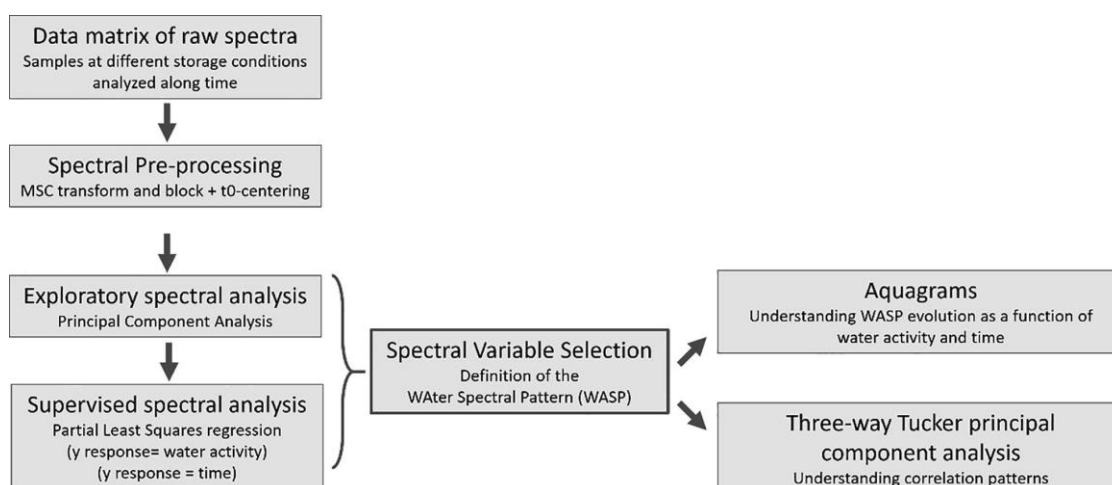 Data matrix of raw spectra
Samples at different storage conditions
analyzed along time
Spectral Pre-processing
MSC transform and block + t0-centering
Exploratory spectral analysis
Principal Component Analysis
Supervised spectral analysis
Partial Least Squares regression
(y response= water activity)
(y response = time)
Spectral Variable Selection
Definition of the
WAter Spectral Pattern (WASP)
Aquagrams
Understanding WASP evolution as a function of
water activity and time
Three-way Tucker principal
component analysis
Understanding correlation patterns